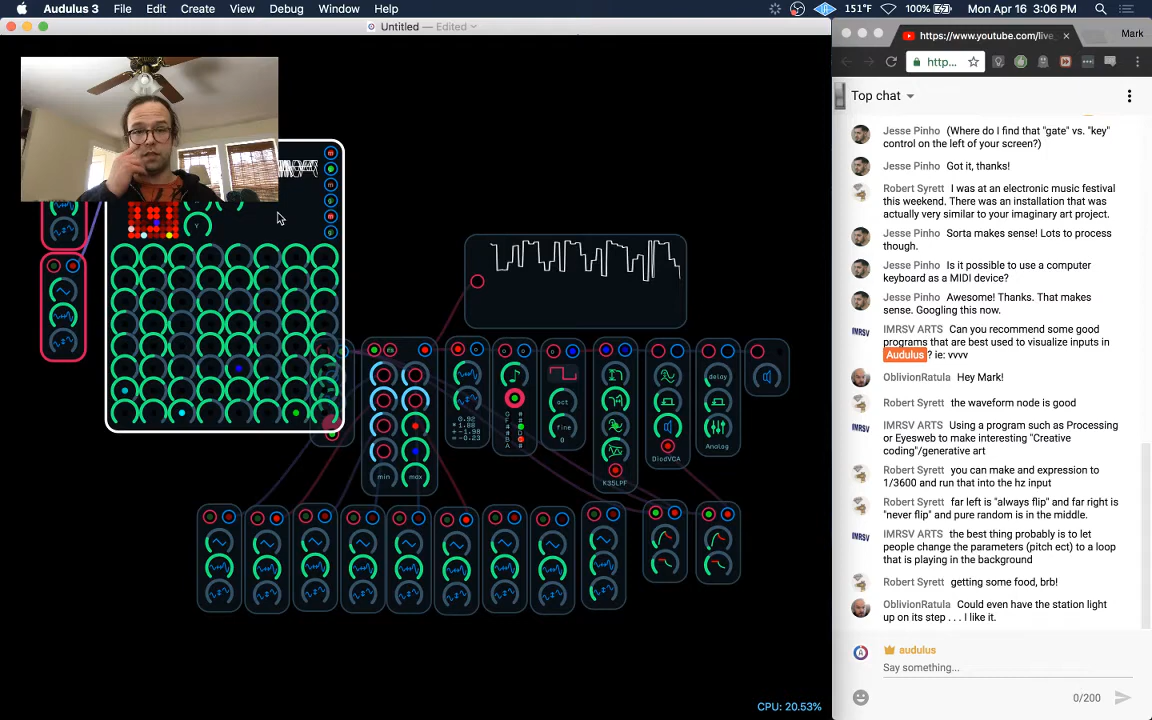 Audulus 3 File Edit Create View Debug Window Help 151°F 100% Mon Apr 16 3:06 PM
Untitled — Edited
https://www.youtube.com/live_ Mark
http...
Top chat
Jesse Pinho (Where do I find that "gate" vs. "key"
control on the left of your screen?)
Jesse Pinho Got it, thanks!
Robert Syrett I was at an electronic music festival
this weekend. There was an installation that was
actually very similar to your imaginary art project.
Jesse Pinho Sorta makes sense! Lots to process
though.
Jesse Pinho Is it possible to use a computer
keyboard as a MIDI device?
Jesse Pinho Awesome! Thanks. That makes
sense. Googling this now.
IMRSV ARTS Can you recommend some good
programs that are best used to visualize inputs in
Audulus ? ie: vvvv
OblivionRatula Hey Mark!
Robert Syrett the waveform node is good
IMRSV ARTS Using a program such as Processing
or Eyesweb to make interesting "Creative
coding"/generative art
Robert Syrett you can make and expression to
1/3600 and run that into the hz input
Robert Syrett far left is "always flip" and far right is
"never flip" and pure random is in the middle.
IMRSV ARTS the best thing probably is to let
people change the parameters (pitch ect) to a loop
that is playing in the background
Robert Syrett getting some food, brb!
OblivionRatula Could even have the station light
up on its step . . . I like it.
audulus
Say something...
0/200
Y
delay
oct
fine
0
0.92
* 1.88
+ -1.98
= -0.23
DiodVCA
Analog
K35LPF
min max
CPU: 20.53%